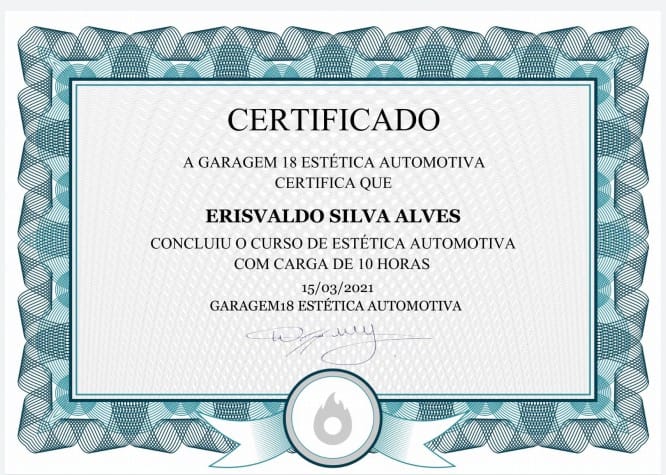 CERTIFICADO
A GARAGEM 18 ESTÉTICA AUTOMOTIVA
CERTIFICA QUE
ERISVALDO SILVA ALVES
CONCLUIU O CURSO DE ESTÉTICA AUTOMOTIVA
COM CARGA DE 10 HORAS
15/03/2021
GARAGEM18 ESTÉTICA AUTOMOTIVA